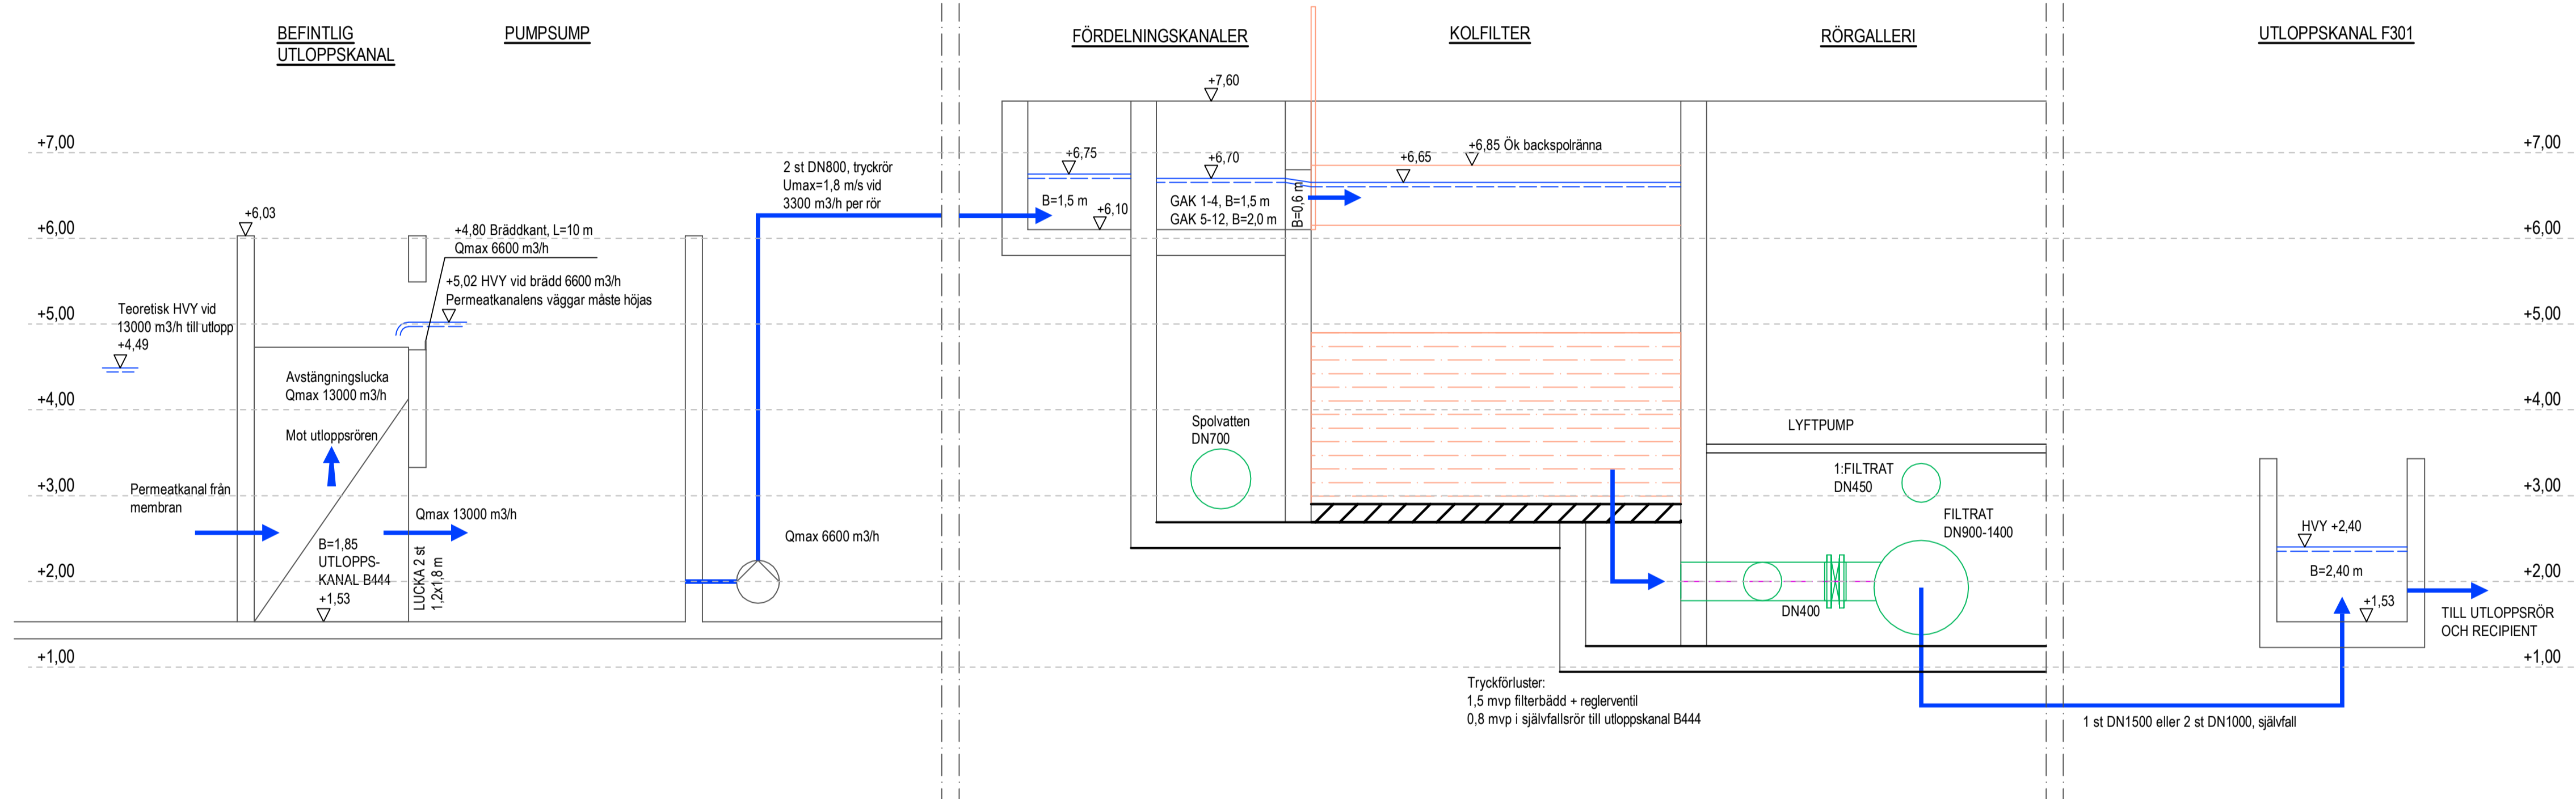 BEFINTLIG
UTLOPPSKANAL
PUMPSUMP
FÖRDELNINGSKANALER
KOLFILTER
RÖRGALLERI
UTLOPPSKANAL F301
+7,00
+6,00
+5,00
+4,00
+3,00
+2,00
+1,00
Teoretisk HVY vid
13000 m3/h till utlopp
+4,49
+6,03
+4,80 Bräddkant, L=10 m
Qmax 6600 m3/h
+5,02 HVY vid brädd 6600 m3/h
Permeatkanalens väggar måste höjas
Avstängningslucka
Qmax 13000 m3/h
Mot utloppsrören
Permeatkanal från
membran
Qmax 13000 m3/h
B=1,85
UTLOPPS-
KANAL B444
+1,53
LUCKA 2 st
1,2x1,8 m
Qmax 6600 m3/h
2 st DN800, tryckrör
Umax=1,8 m/s vid
3300 m3/h per rör
+7,60
+6,75
B=1,5 m
+6,10
+6,70
GAK 1-4, B=1,5 m
GAK 5-12, B=2,0 m
B=0,6 m
+6,65
+6,85 Ök backspolränna
Spolvatten
DN700
LYFTPUMP
1:FILTRAT
DN450
FILTRAT
DN900-1400
DN400
Tryckförluster:
1,5 mvp filterbädd + reglerventil
0,8 mvp i självfallsrör till utloppskanal B444
1 st DN1500 eller 2 st DN1000, självfall
HVY +2,40
B=2,40 m
+1,53
TILL UTLOPPSRÖR
OCH RECIPIENT
+7,00
+6,00
+5,00
+4,00
+3,00
+2,00
+1,00